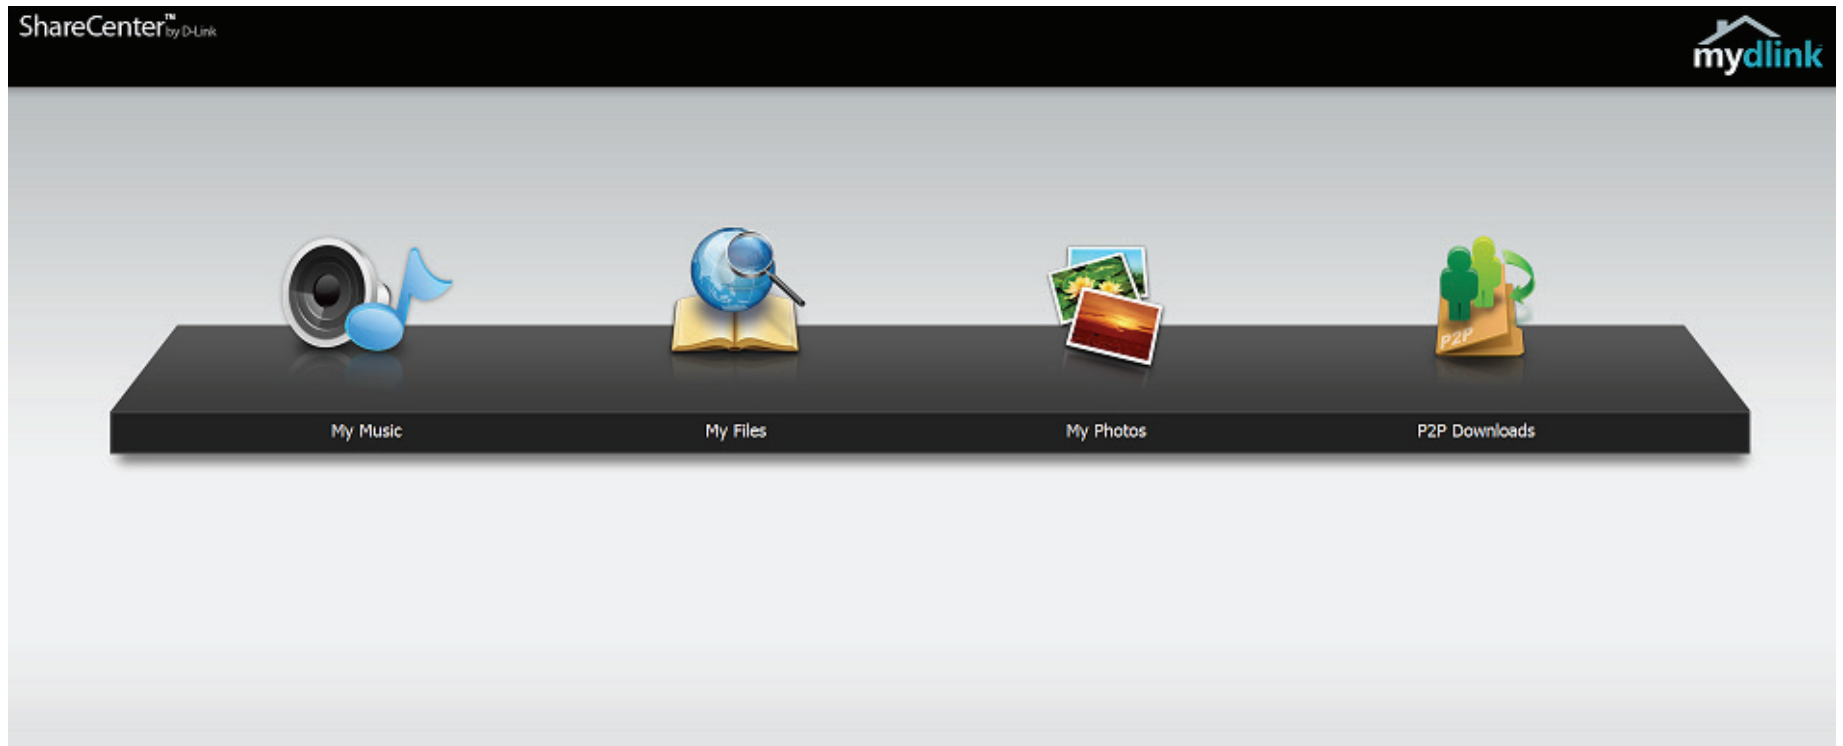 ShareCenter™ by D-Link
mydlink
P2P
My Music
My Files
My Photos
P2P Downloads